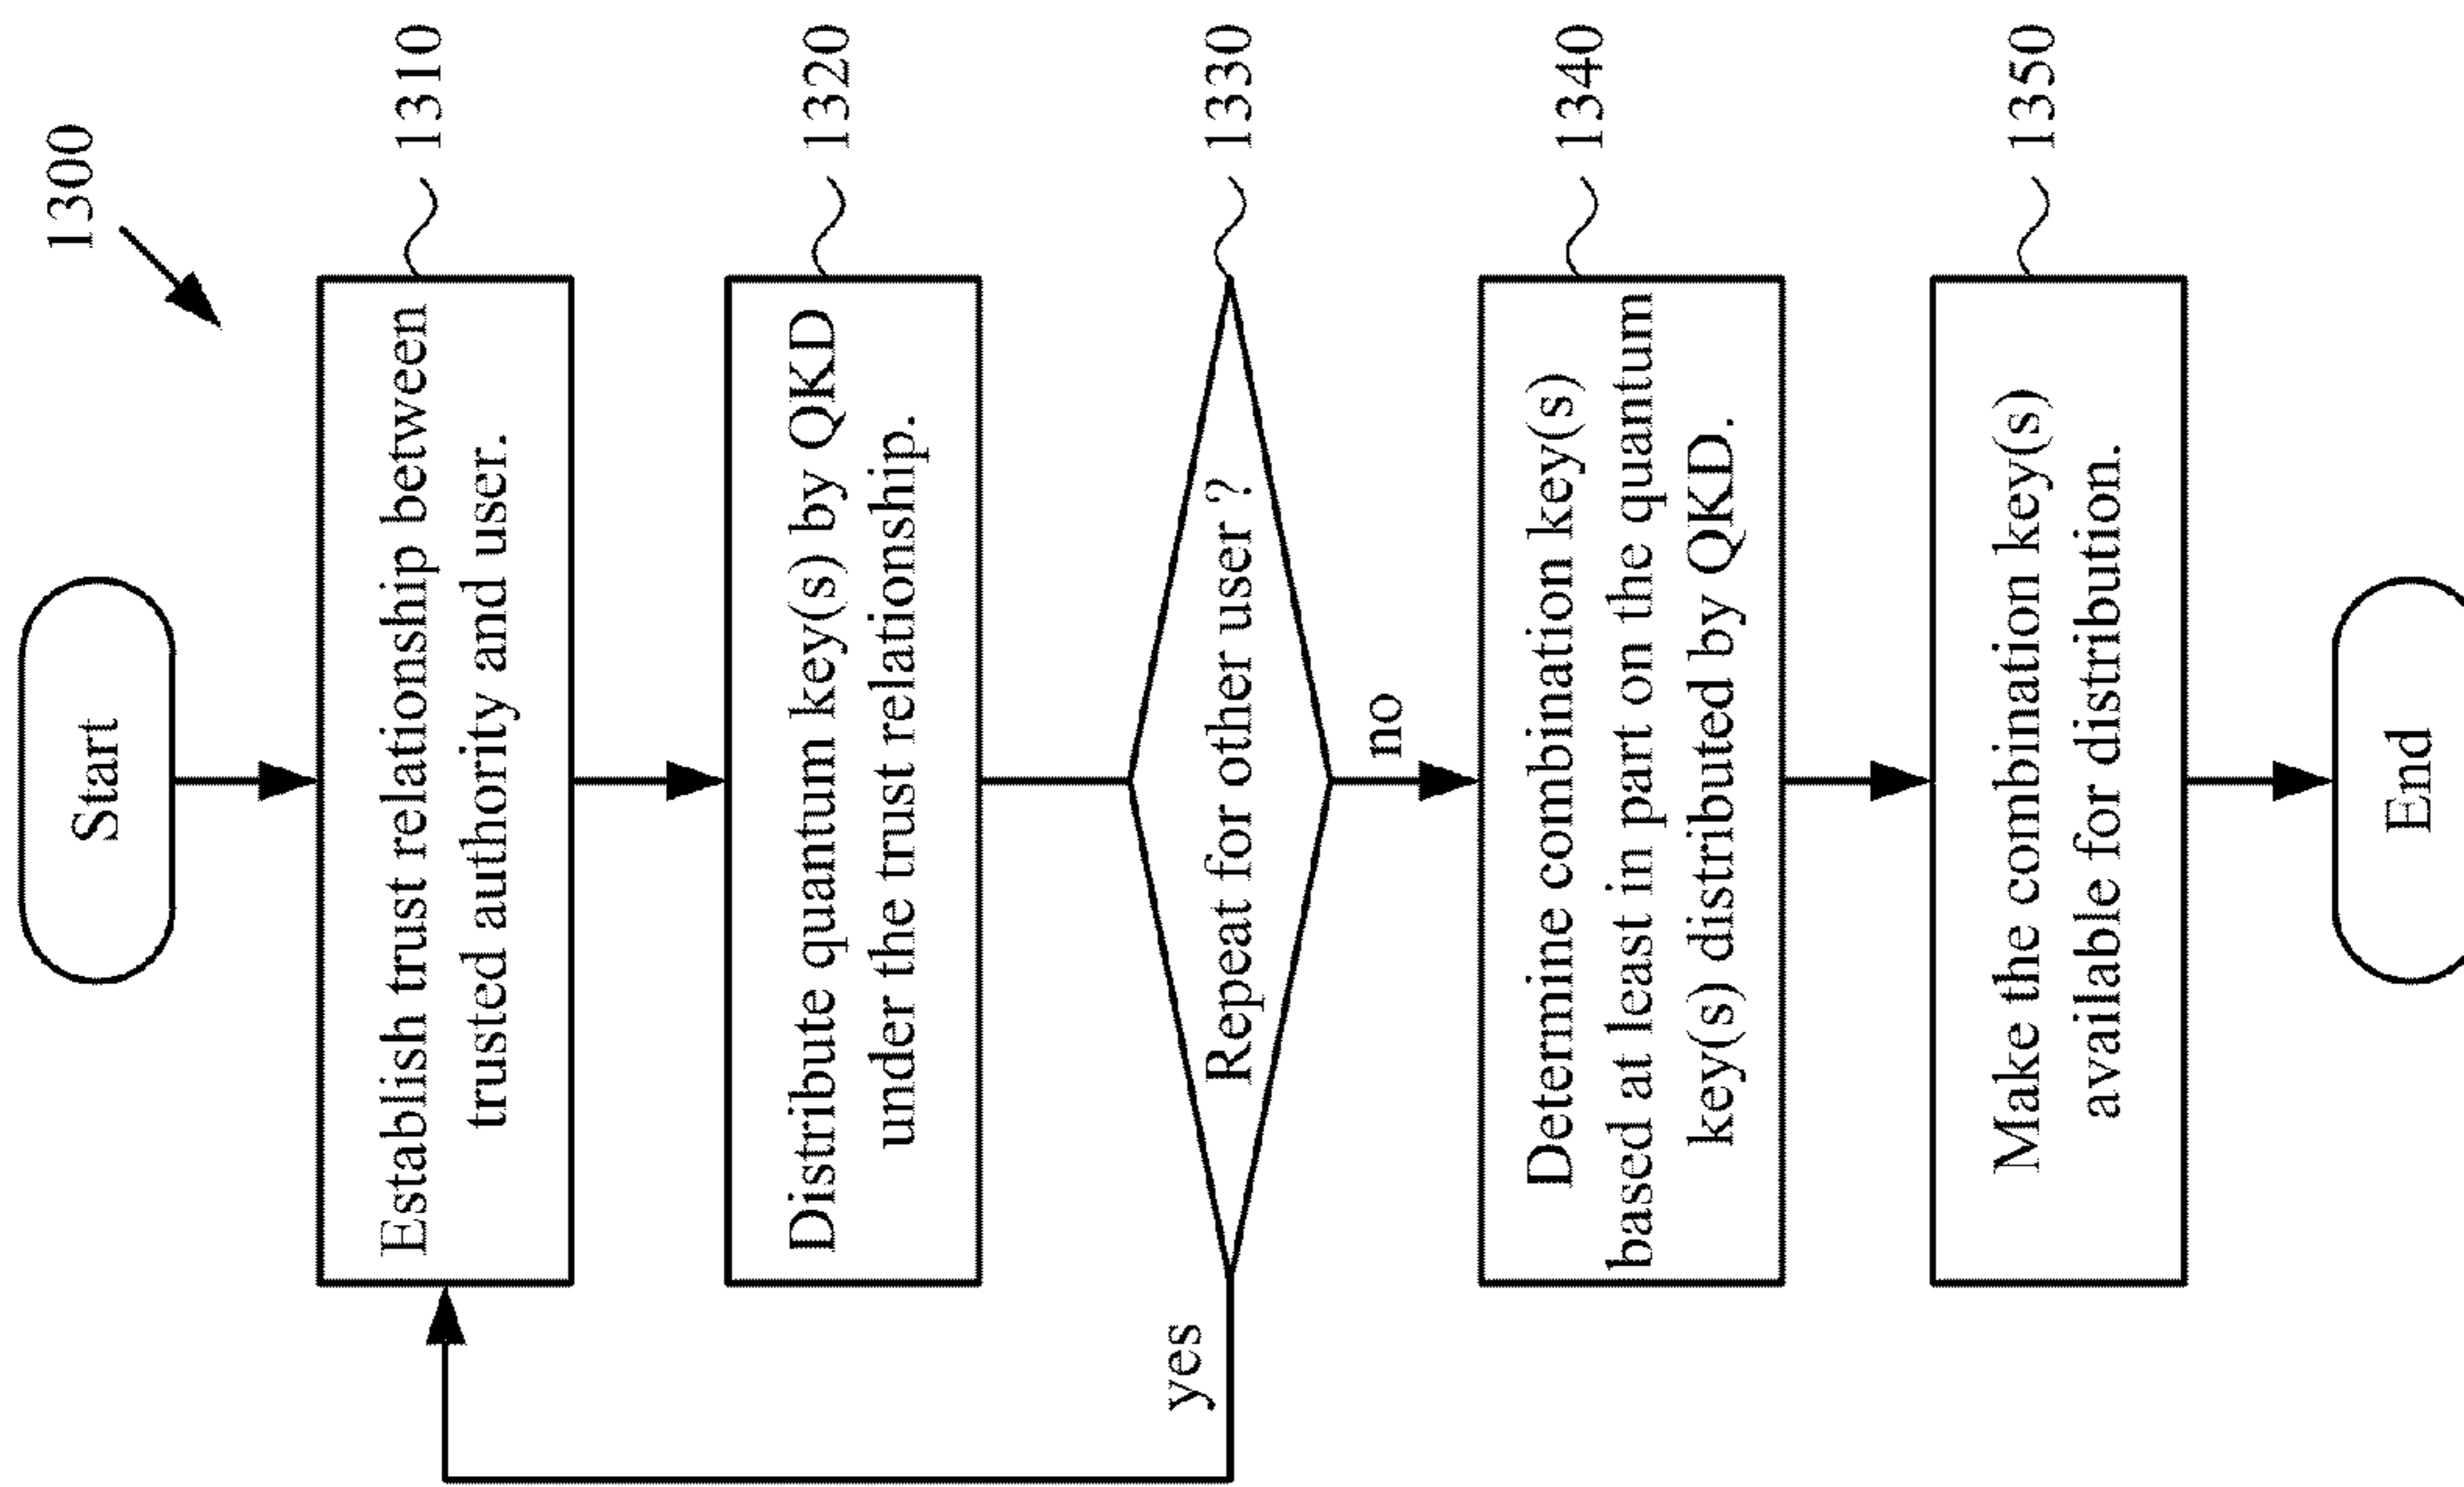 1300
Start
Establish trust relationship between
trusted authority and user.
1310
Distribute quantum key(s) by QKD
under the trust relationship.
1320
Repeat for other user ?
1330
yes
no
Determine combination key(s)
based at least in part on the quantum
key(s) distributed by QKD.
1340
Make the combination key(s)
available for distribution.
1350
End